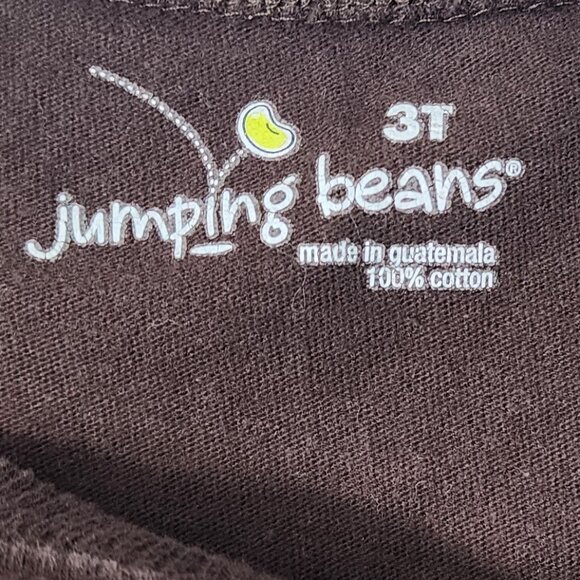 3T
jumping beans®
made in guatemala
100% cotton